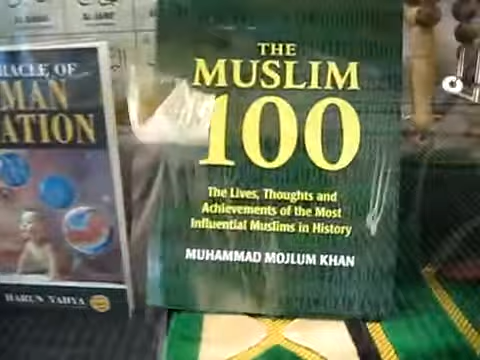 RACLE OF
MAN
ATION
HARUN YAHYA
THE
MUSLIM
100
The Lives, Thoughts and
Achievements of the Most
Influential Muslims in History
MUHAMMAD MOJLUM KHAN